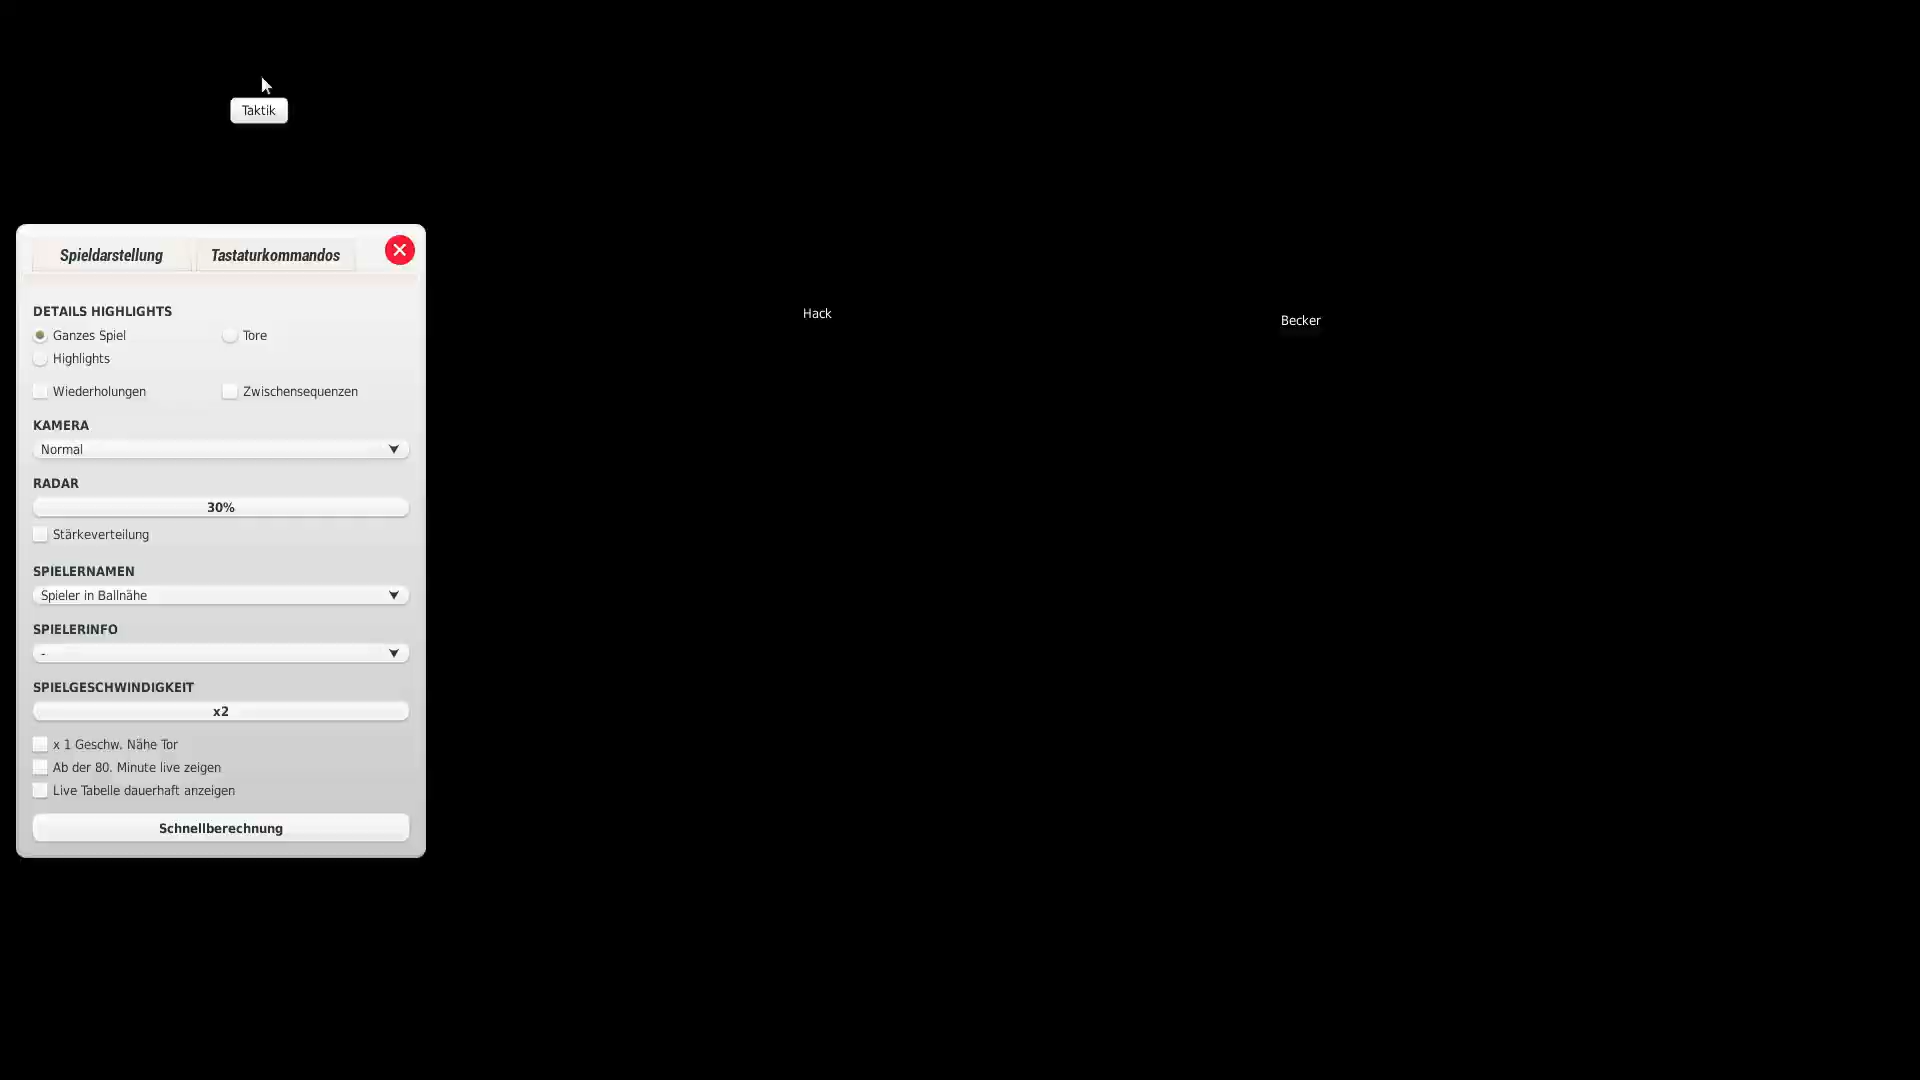 Taktik
Spieldarstellung Tastaturkommandos
DETAILS HIGHLIGHTS
Ganzes Spiel Tore
Highlights
Wiederholungen Zwischensequenzen
KAMERA
Normal
RADAR
30%
Stärkeverteilung
SPIELERNAMEN
Spieler in Ballnähe
SPIELERINFO
-
SPIELGESCHWINDIGKEIT
x2
x 1 Geschw. Nähe Tor
Ab der 80. Minute live zeigen
Live Tabelle dauerhaft anzeigen
Schnellberechnung
Hack
Becker